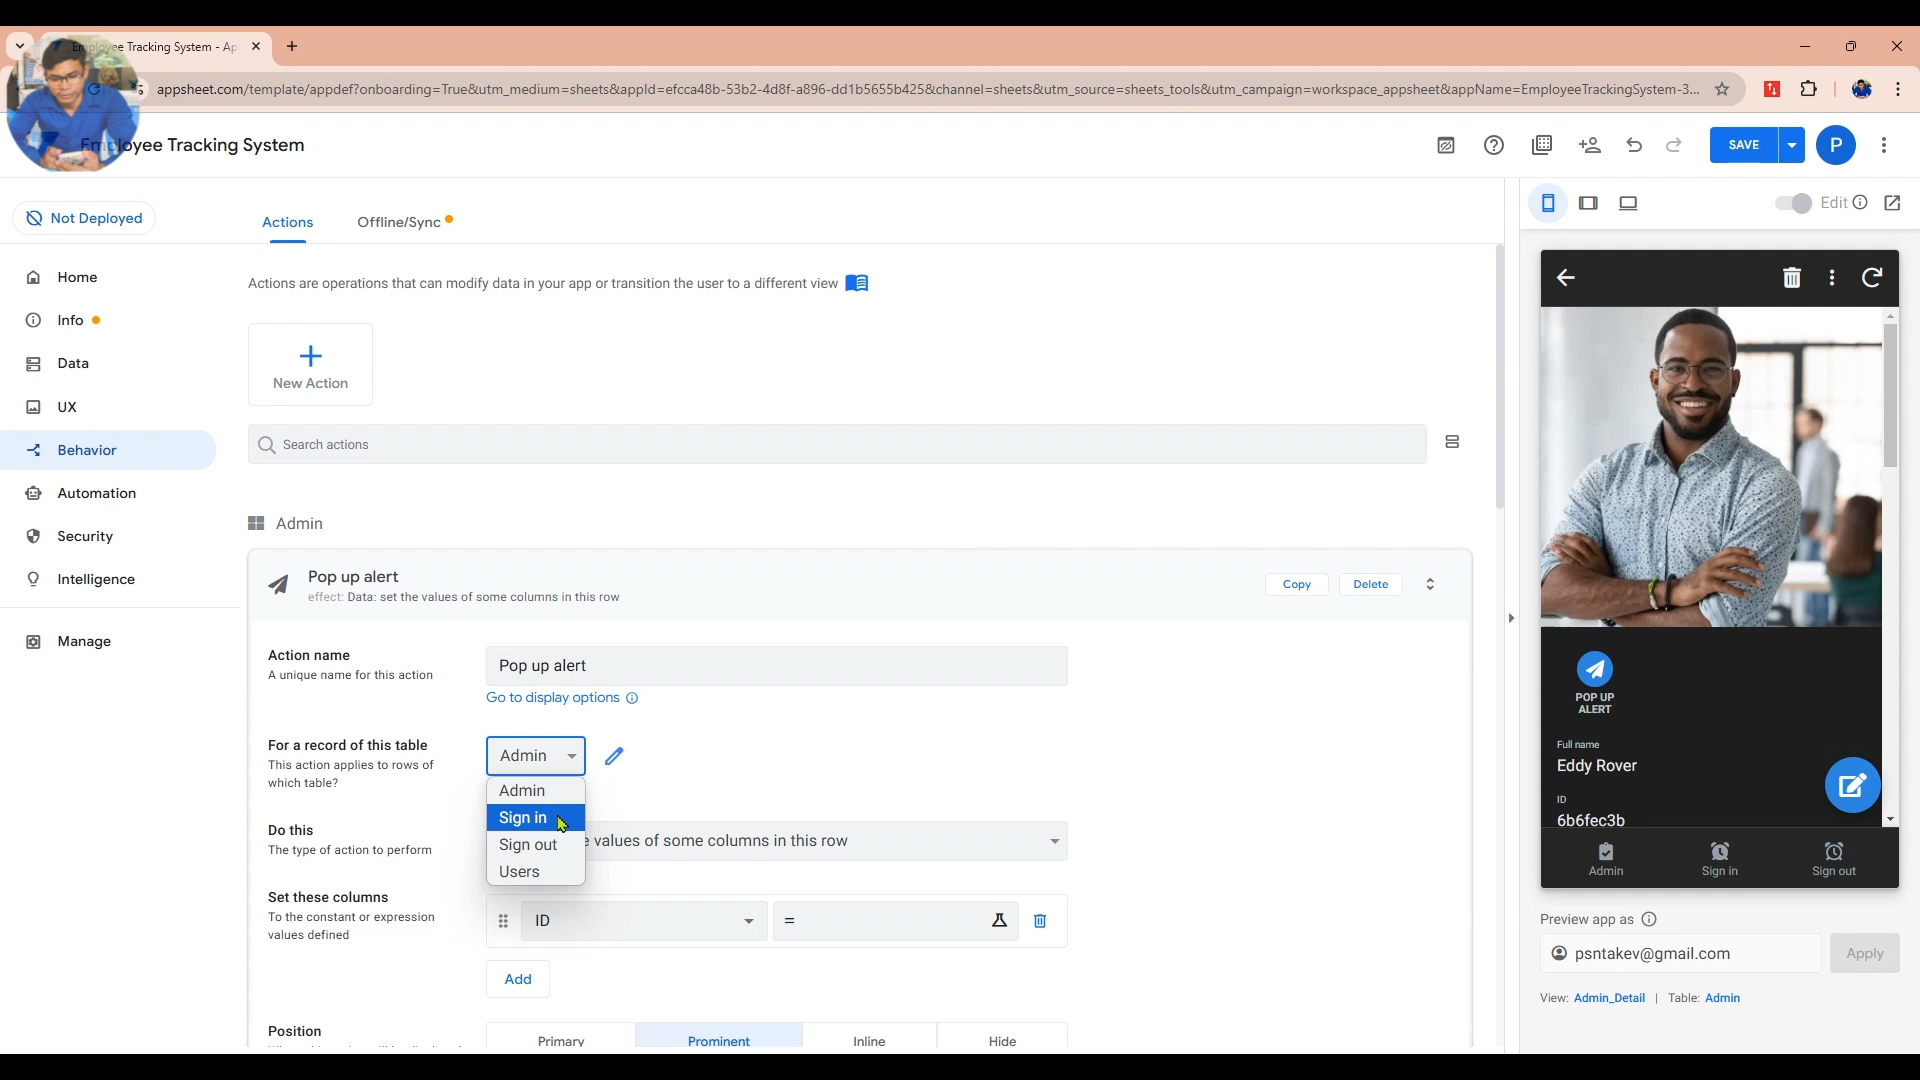 Employee Tracking System - Ap
appsheet.com/template/appdef?onboarding=True&utm_medium=sheets&appId=efcca48b-53b2-4d8f-a896-dd1b5655b425&channel=sheets&utm_source=sheets_tools&utm_campaign=workspace_appsheet&appName=EmployeeTrackingSystem-3...
Employee Tracking System
SAVE
P
Not Deployed
Actions
Offline/Sync
Edit
Home
Info
Data
UX
Behavior
Automation
Security
Intelligence
Manage
Actions are operations that can modify data in your app or transition the user to a different view
New Action
Search actions
Admin
Pop up alert
effect: Data: set the values of some columns in this row
Copy
Delete
Action name
A unique name for this action
Pop up alert
Go to display options
For a record of this table
This action applies to rows of
which table?
Admin
Admin
Sign in
Sign out
Users
Do this
The type of action to perform
values of some columns in this row
Set these columns
To the constant or expression
values defined
ID
=
Add
Position
Primary
Prominent
Inline
Hide
POP UP
ALERT
Full name
Eddy Rover
ID
6b6fec3b
Admin
Sign in
Sign out
Preview app as
psntakev@gmail.com
Apply
View: Admin_Detail | Table: Admin